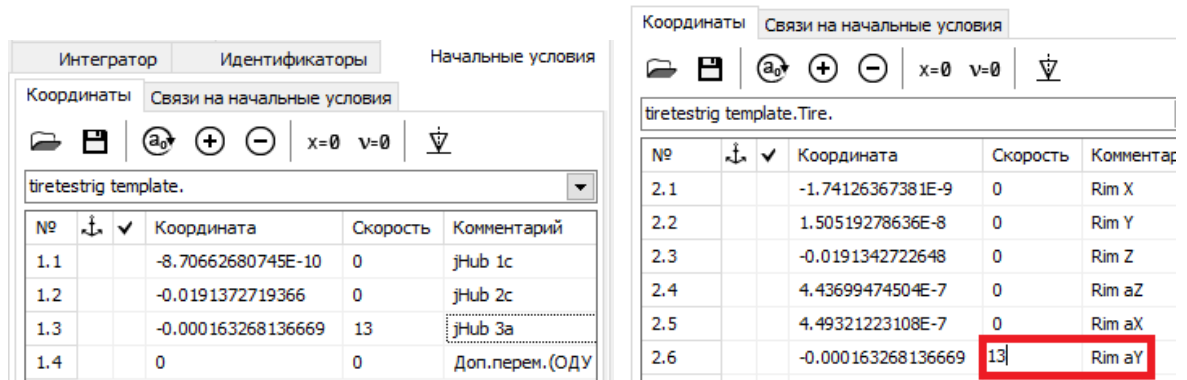 Интегратор Идентификаторы Начальные условия
Координаты Связи на начальные условия
a₀ x=0 v=0
tiretestrig template.
№ Координата Скорость Комментарий
1.1 -8.70662680745E-10 0 jHub 1c
1.2 -0.0191372719366 0 jHub 2c
1.3 -0.000163268136669 13 jHub 3a
1.4 0 0 Доп.перем.(ОДУ
Координаты Связи на начальные условия
a₀ x=0 v=0
tiretestrig template.Tire.
№ Координата Скорость Комментар
2.1 -1.74126367381E-9 0 Rim X
2.2 1.50519278636E-8 0 Rim Y
2.3 -0.0191342722648 0 Rim Z
2.4 4.43699474504E-7 0 Rim aZ
2.5 4.49321223108E-7 0 Rim aX
2.6 -0.000163268136669 13 Rim aY